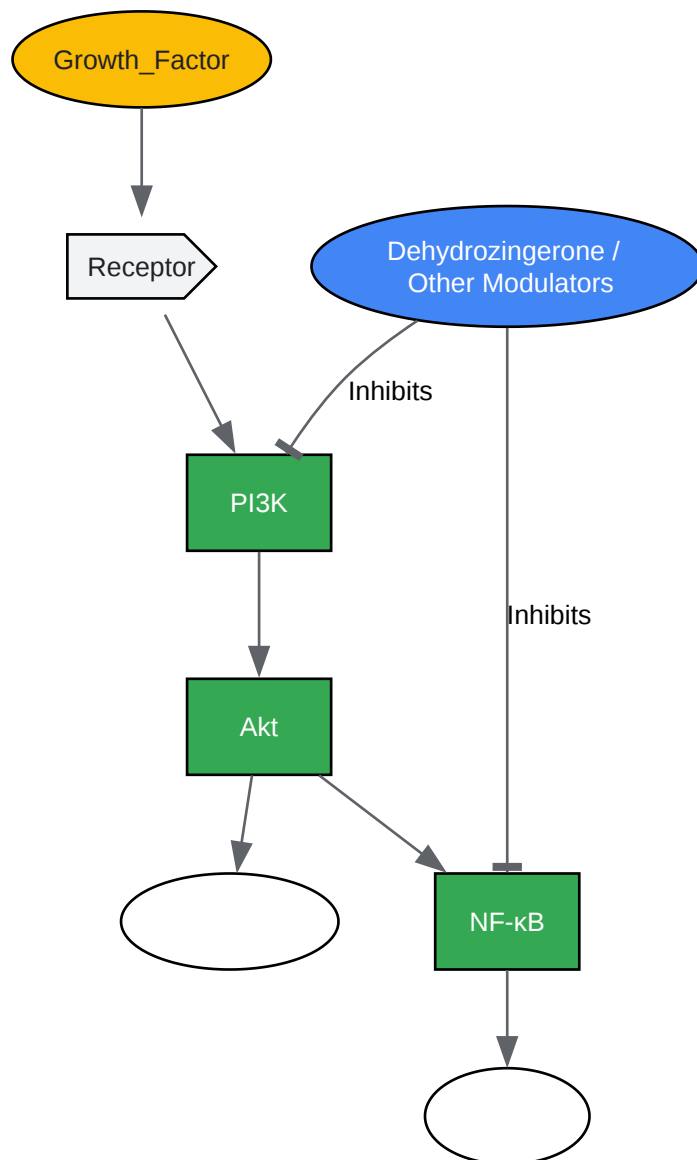 Growth_Factor
Receptor
Dehydrozingerone /
Other Modulators
Inhibits
PI3K
Inhibits
Akt
NF-κB